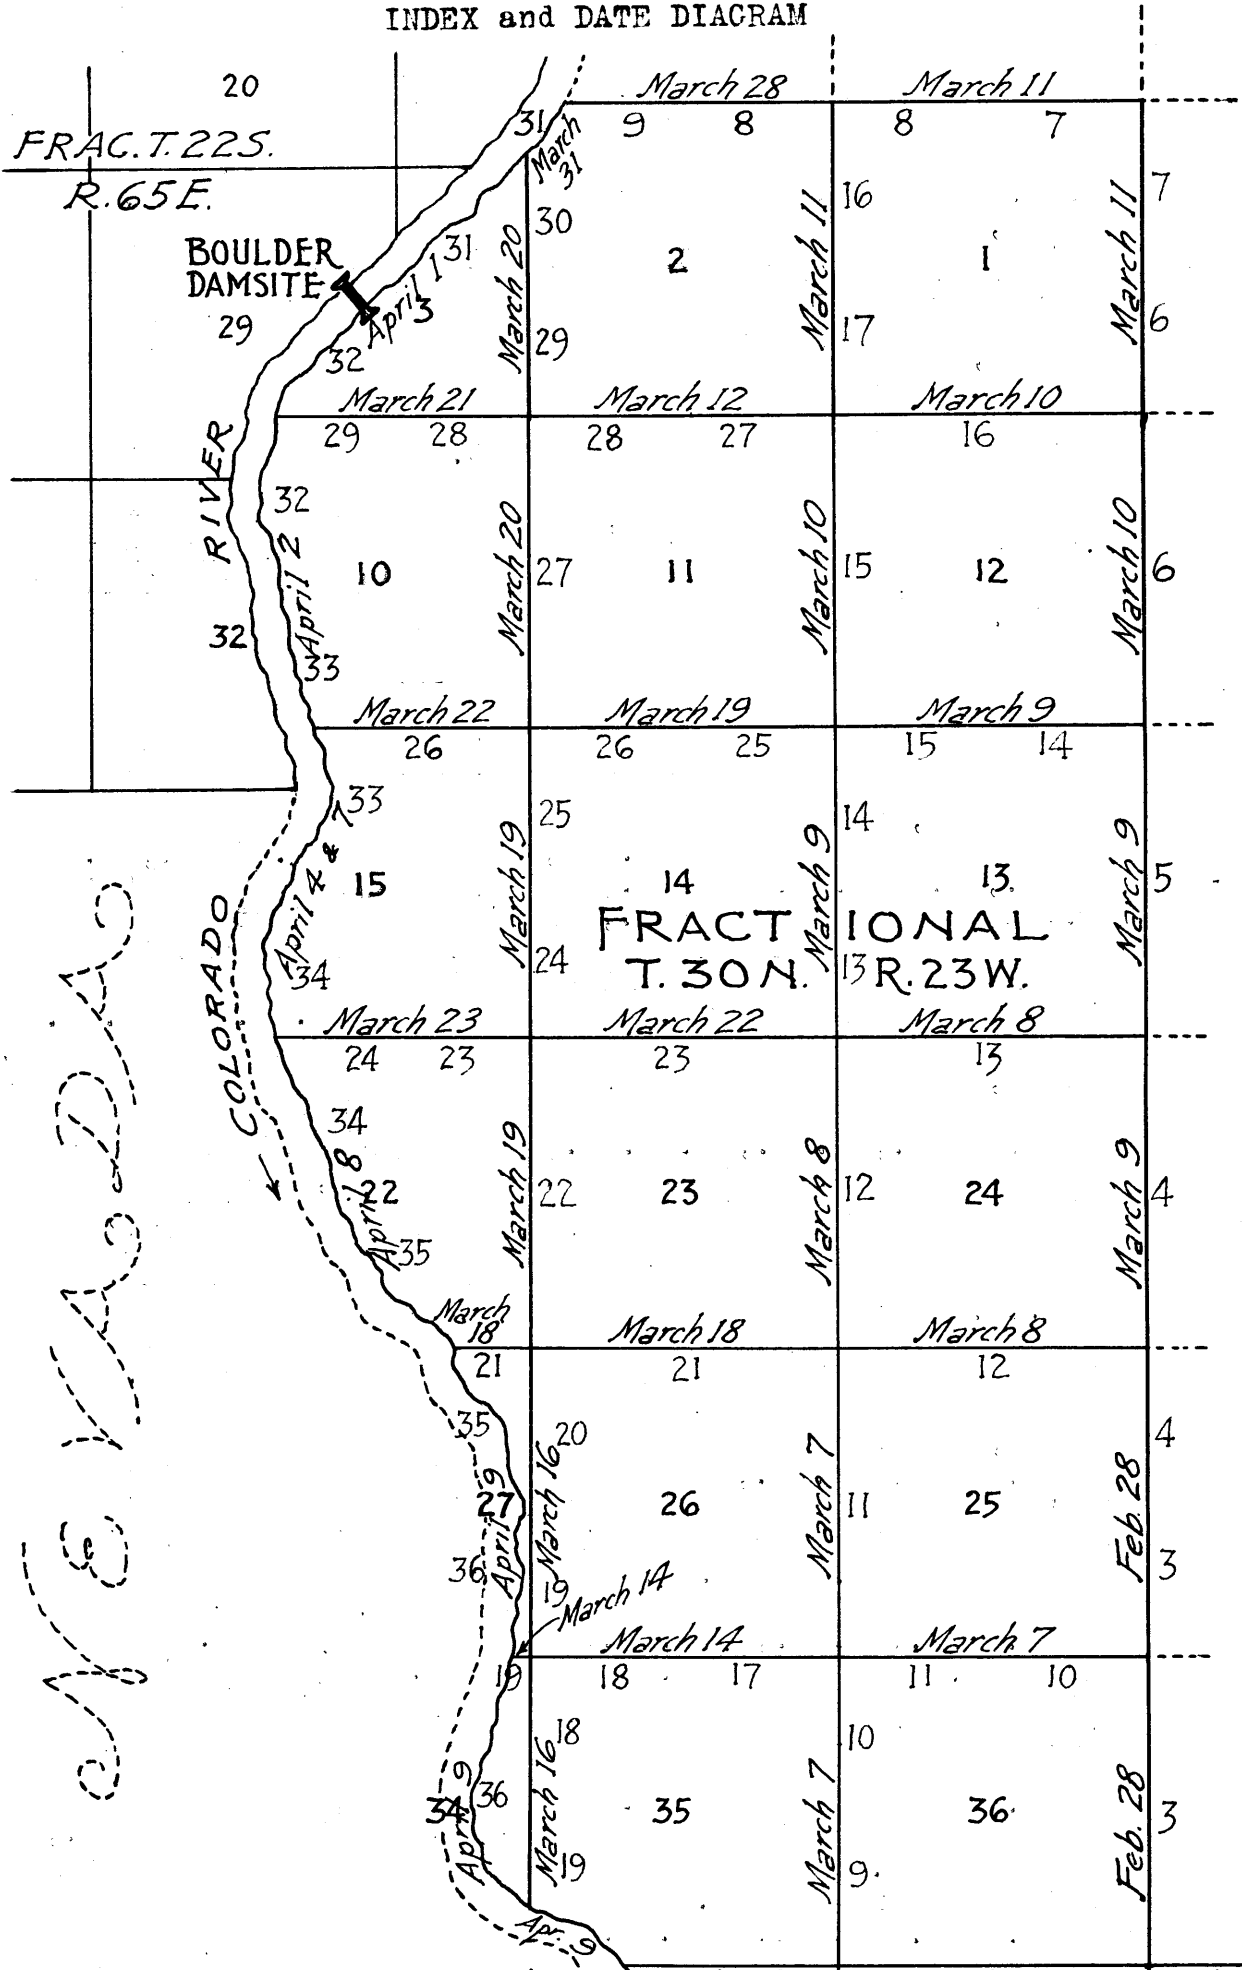 INDEX and DATE DIAGRAM
20
March 28
March 11
31
9 8
8 7
March
31
FRAC. T. 22S.
R. 65E.
30
March 20
March 11
16
March 11
7
BOULDER
DAMSITE
31
2
1
April 1
3
29
32
29
17
6
March 21
March 12
March 10
29 28
28 27
16
RIVER
32
April 2
10
March 20
27
11
March 10
15
12
March 10
6
32
33
March 22
March 19
March 9
26
26 25
15 14
33
April 4 & 7
15
25
March 19
14
March 9
14
13
March 9
5
FRACTIONAL
T. 30N. R. 23W.
34
24
13
NEVADA
COLORADO
March 23
March 22
March 8
24 23
23
13
34
April 8
22
March 19
22
23
March 8
12
24
March 9
4
35
March
18
March 18
March 8
21
21
12
35
20
4
April 9
27
March 16
26
March 7
11
25
Feb. 28
36
19
3
March 14
March 14
March 7
19
18 17
11 10
18
10
April 9
36
34
March 16
35
March 7
36
Feb. 28
3
19
9
Apr. 9